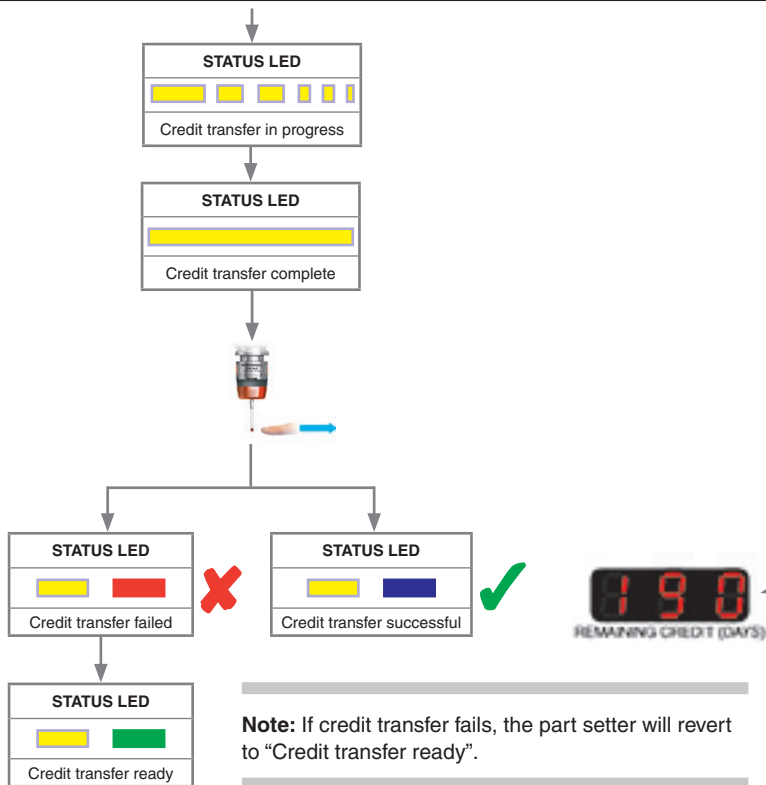 STATUS LED
Credit transfer in progress
STATUS LED
Credit transfer complete
STATUS LED
Credit transfer failed
STATUS LED
Credit transfer successful
190
REMAINING CREDIT (DAYS)
STATUS LED
Credit transfer ready
Note: If credit transfer fails, the part setter will revert
to “Credit transfer ready”.